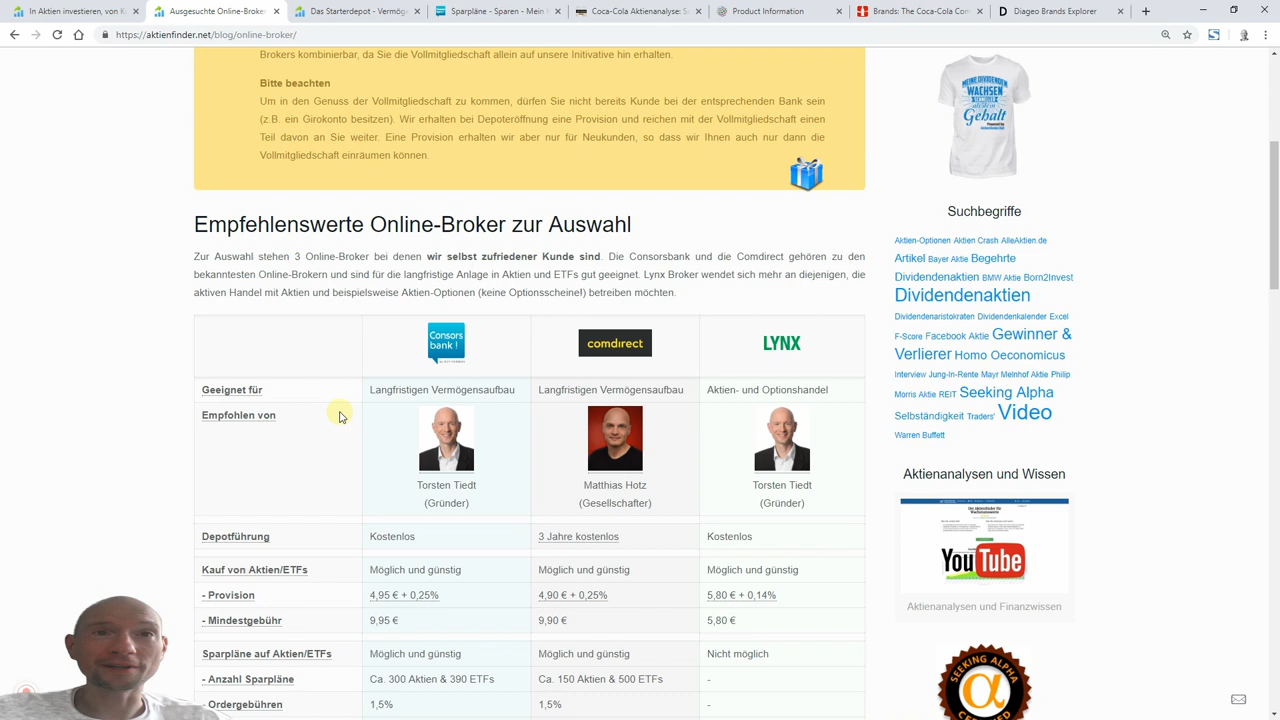 Aktien in
Ausgesuchte Online-Broker
Das Startdepot - Vermög
Sparpläne - Sparen - Mein
Coca-Cola Aktienanalyse
Product Information
Brands: The Coca-Cola Com
Diageo Brands Explorer
https://aktienfinder.net/blog/online-broker/
Brokers kombinierbar, da Sie die Vollmitgliedschaft allein auf unsere Initivative hin erhalten.
Bitte beachten
Um in den Genuss der Vollmitgliedschaft zu kommen, dürfen Sie nicht bereits Kunde bei der entsprechenden Bank sein
(z.B. ein Girokonto besitzen). Wir erhalten bei Depoteröffnung eine Provision und reichen mit der Vollmitgliedschaft einen
Teil davon an Sie weiter. Eine Provision erhalten wir aber nur für Neukunden, so dass wir Ihnen auch nur dann die
Vollmitgliedschaft einräumen können.
Empfehlenswerte Online-Broker zur Auswahl
Zur Auswahl stehen 3 Online-Broker bei denen wir selbst zufriedener Kunde sind. Die Consorsbank und die Comdirect gehören zu den
bekanntesten Online-Brokern und sind für die langfristige Anlage in Aktien und ETFs gut geeignet. Lynx Broker wendet sich mehr an diejenigen, die
aktiven Handel mit Aktien und beispielsweise Aktien-Optionen (keine Optionsscheine!) betreiben möchten.
Consors
bank !
comdirect
LYNX
Geeignet für Langfristigen Vermögensaufbau Langfristigen Vermögensaufbau Aktien- und Optionshandel
Empfohlen von
Torsten Tiedt Matthias Hotz Torsten Tiedt
(Gründer) (Gesellschafter) (Gründer)
Depotführung Kostenlos kostenlos Kostenlos
Kauf von Aktien/ETFs Möglich und günstig Möglich und günstig Möglich und günstig
- Provision 4,95 € + 0,25% 4,90 € + 0,25% 5,80 € + 0,14%
- Mindestgebühr 9,95 € 9,90 € 5,80 €
Sparpläne auf Aktien/ETFs Möglich und günstig Möglich und günstig Nicht möglich
- Anzahl Sparpläne Ca. 300 Aktien & 390 ETFs Ca. 150 Aktien & 500 ETFs -
- Ordergebühren 1,5% 1,5% -
MEINE DIVIDENDEN
WACHSEN
SCHNELLER
als dein
Gehalt
Powered by
Suchbegriffe
Aktien-Optionen Aktien Crash AlleAktien.de
Artikel Bayer Aktie Begehrte
Dividendenaktien BMW Aktie Born2Invest
Dividendenaktien
Dividendenaristokraten Dividendenkalender Excel
F-Score Facebook Aktie Gewinner &
Verlierer Homo Oeconomicus
Interview Jung-In-Rente Mayr Melnhof Aktie Philip
Morris Aktie REIT Seeking Alpha
Selbständigkeit Traders' Video
Warren Buffett
Aktienanalysen und Wissen
YouTube
Aktienanalysen und Finanzwissen
SEEKING ALPHA
α